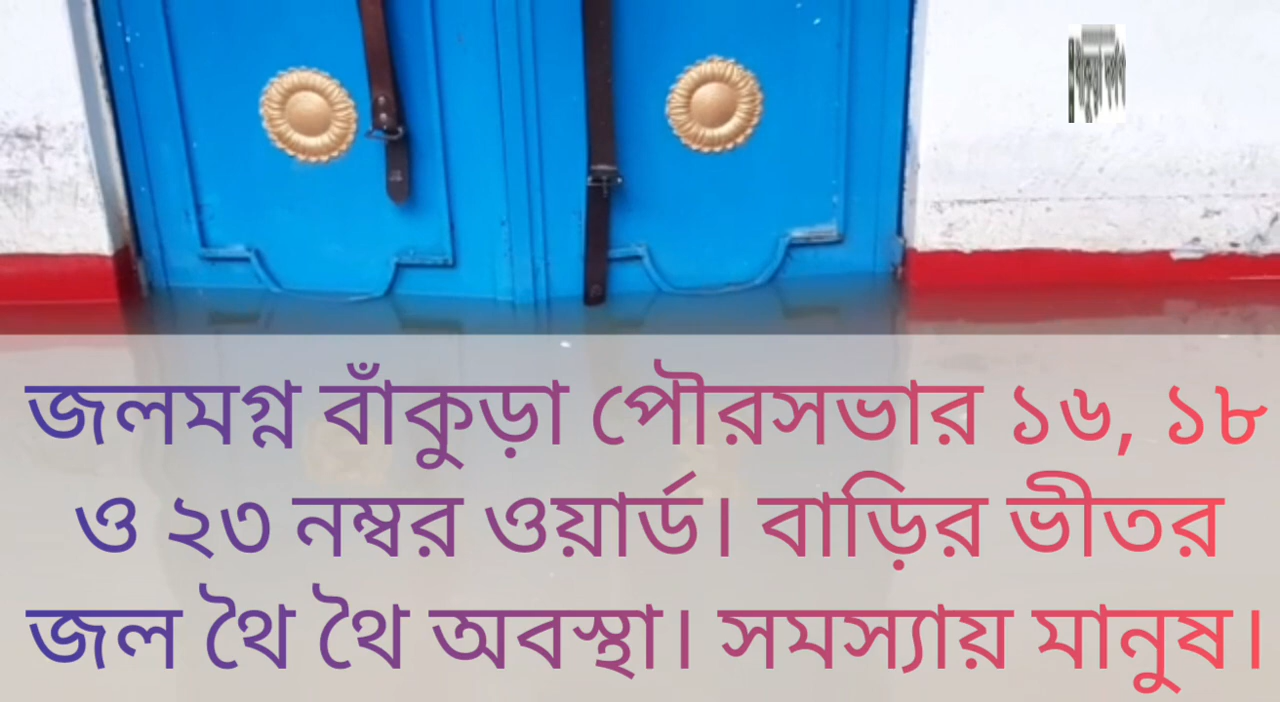 জলমগ্ন বাঁকুড়া পৌরসভার ১৬, ১৮
ও ২৩ নম্বর ওয়ার্ড। বাড়ির ভীতর
জল থৈ থৈ অবস্থা। সমস্যায় মানুষ।